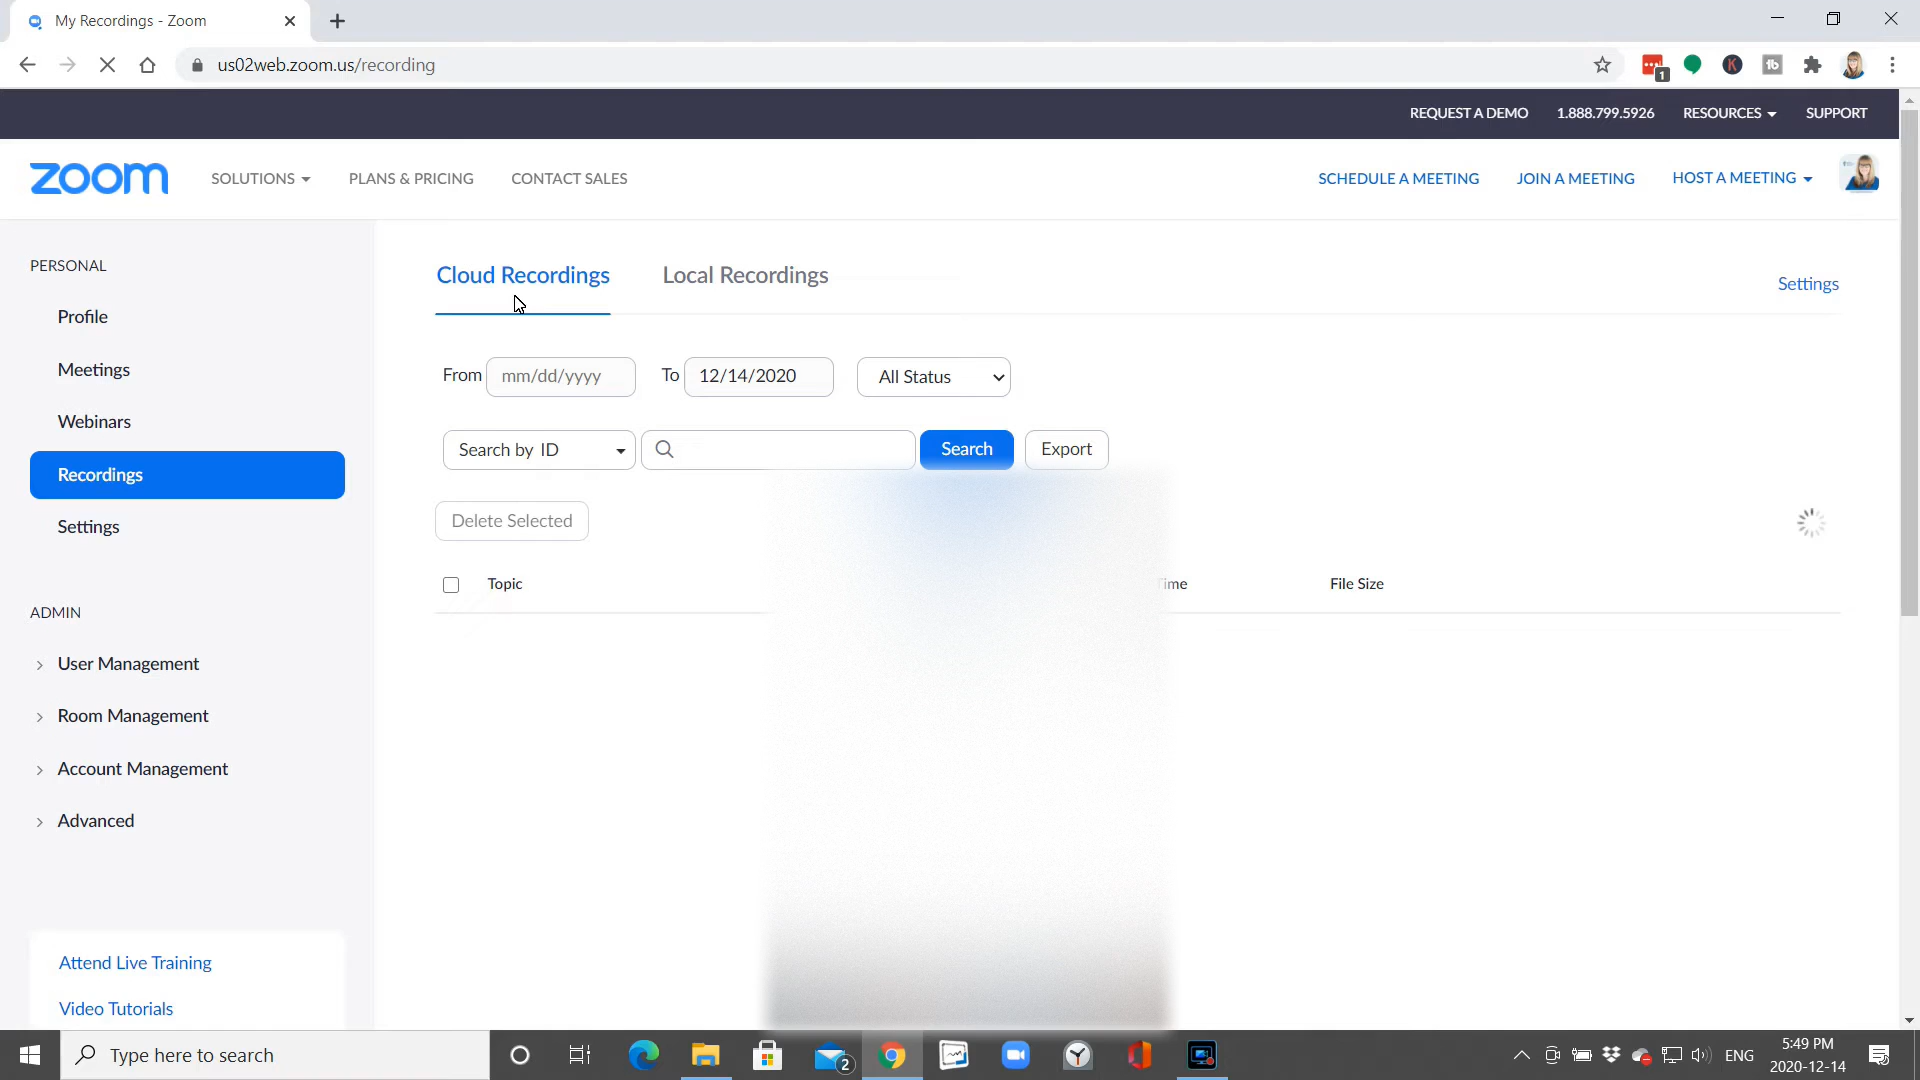 My Recordings - Zoom
us02web.zoom.us/recording
1
REQUEST A DEMO 1.888.799.5926 RESOURCES SUPPORT
zoom SOLUTIONS PLANS & PRICING CONTACT SALES SCHEDULE A MEETING JOIN A MEETING HOST A MEETING
PERSONAL
Profile
Meetings
Webinars
Recordings
Settings
ADMIN
User Management
Room Management
Account Management
Advanced
Attend Live Training
Video Tutorials
Cloud Recordings Local Recordings
Settings
From mm/dd/yyyy To 12/14/2020 All Status
Search by ID Search Export
Delete Selected
Topic File Size
Type here to search
2
ENG
5:49 PM
2020-12-14